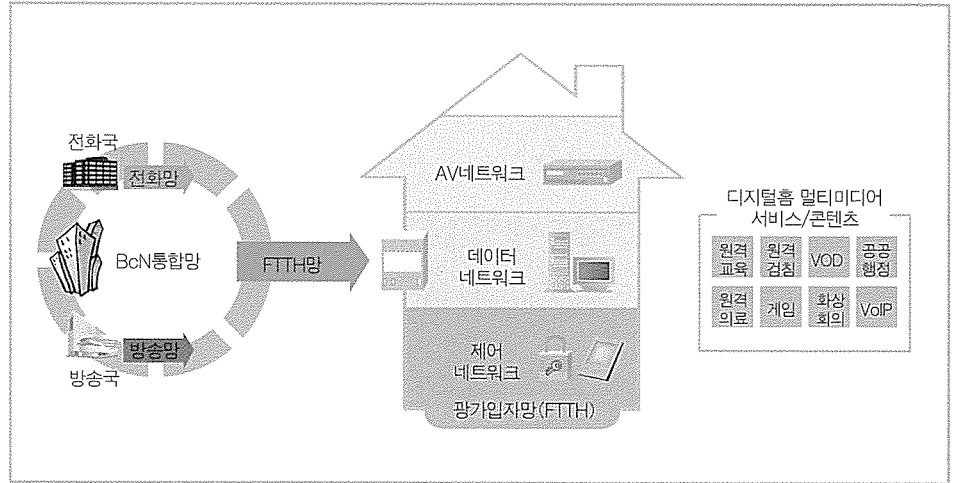 전화국
전화망
BcN통합망
방송망
방송국
FTTH망
AV네트워크
데이터
네트워크
제어
네트워크
광가입자망(FTTH)
디지털홈 멀티미디어
서비스/콘텐츠
원격
교육
원격
검침
VOD
공공
행정
원격
의료
게임
화상
회의
VoIP